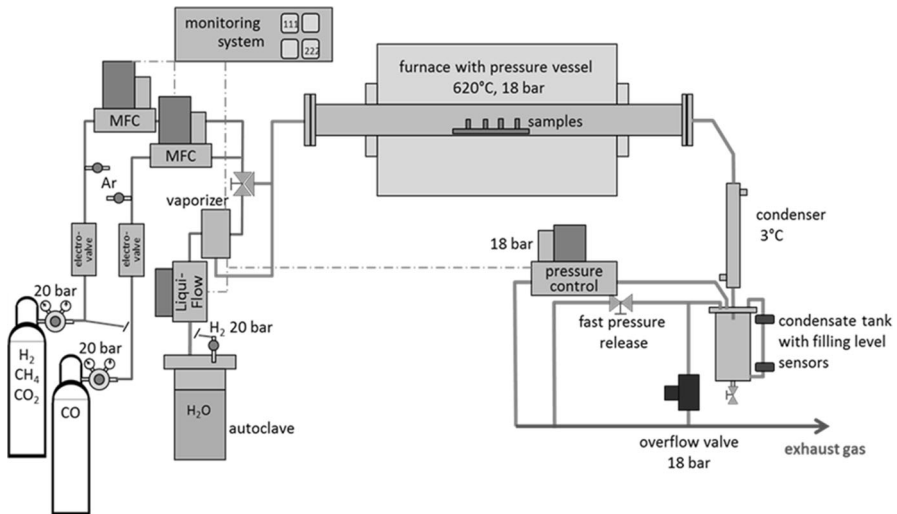 monitoring
system
111
222
furnace with pressure vessel
620°C, 18 bar
samples
MFC
MFC
Ar
vaporizer
electro-
valve
electro-
valve
condenser
3°C
18 bar
pressure
control
Liqui-
Flow
20 bar
fast pressure
release
condensate tank
with filling level
sensors
H₂ 20 bar
20 bar
H₂
CH₄
CO₂
CO
H₂O
autoclave
overflow valve
18 bar
exhaust gas